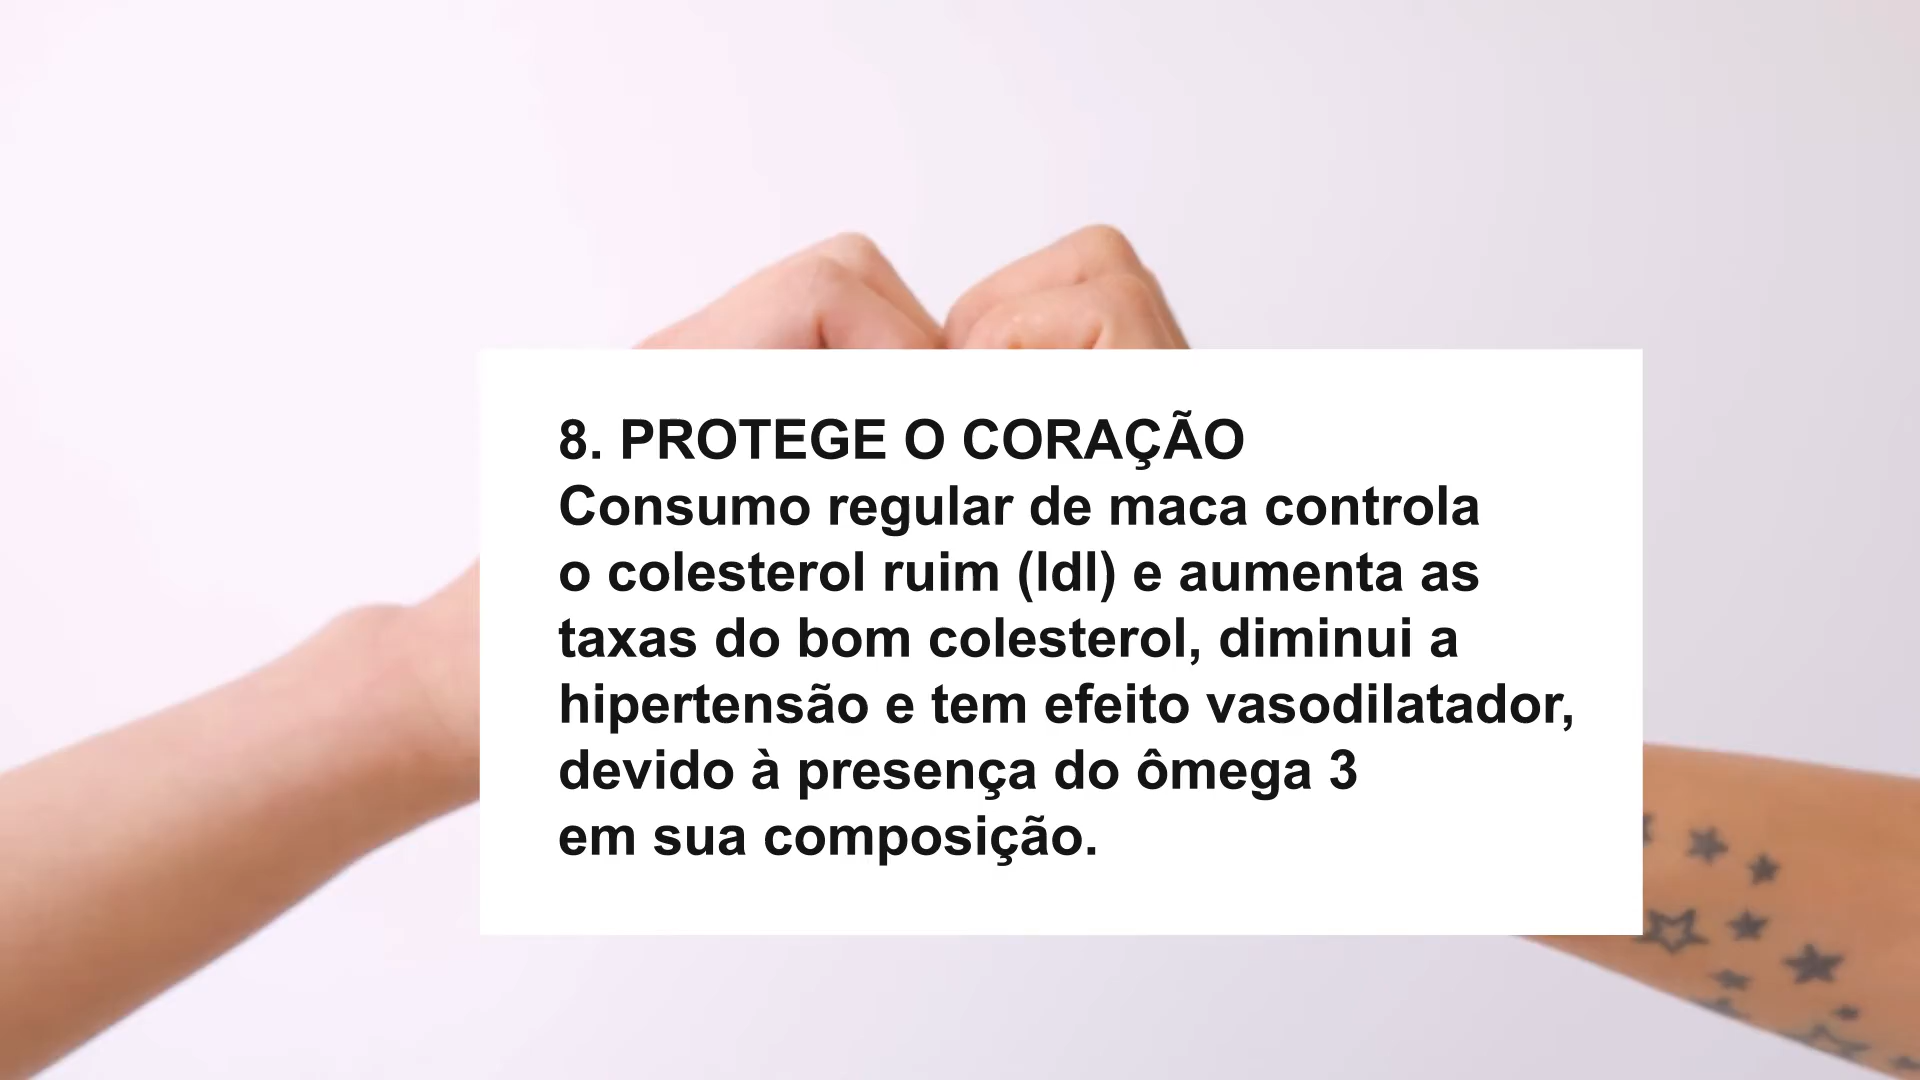 8. PROTEGE O CORAÇÃO
Consumo regular de maca controla
o colesterol ruim (ldl) e aumenta as
taxas do bom colesterol, diminui a
hipertensão e tem efeito vasodilatador,
devido à presença do ômega 3
em sua composição.